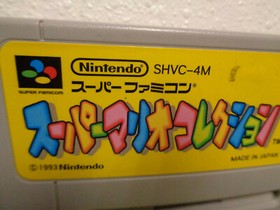 Nintendo SHVC-4M
SUPER FAMICOM
スーパーファミコン
スーパーマリオコレクション
MADE IN JAPAN
©1993 Nintendo